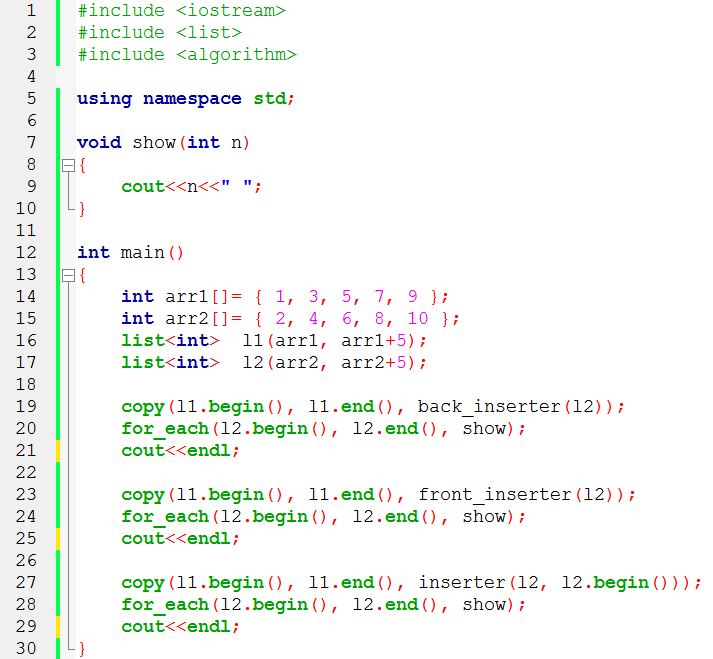 1 #include <iostream>
2 #include <list>
3 #include <algorithm>
4
5 using namespace std;
6
7 void show(int n)
8 {
9     cout<<n<<" ";
10 }
11
12 int main()
13 {
14     int arr1[]= { 1, 3, 5, 7, 9 };
15     int arr2[]= { 2, 4, 6, 8, 10 };
16     list<int>  l1(arr1, arr1+5);
17     list<int>  l2(arr2, arr2+5);
18
19     copy(l1.begin(), l1.end(), back_inserter(l2));
20     for_each(l2.begin(), l2.end(), show);
21     cout<<endl;
22
23     copy(l1.begin(), l1.end(), front_inserter(l2));
24     for_each(l2.begin(), l2.end(), show);
25     cout<<endl;
26
27     copy(l1.begin(), l1.end(), inserter(l2, l2.begin()));
28     for_each(l2.begin(), l2.end(), show);
29     cout<<endl;
30 }